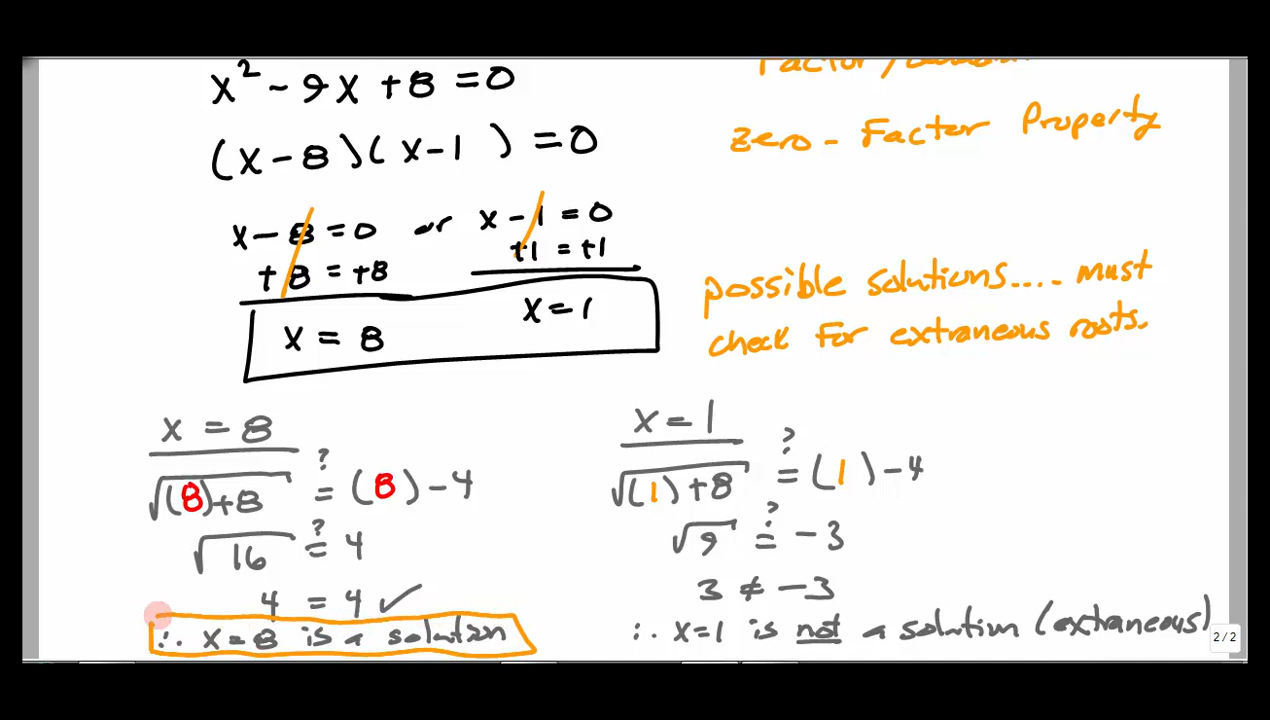 x² - 9x + 8 = 0
Factor
(x-8)(x-1) = 0
Zero-Factor Property
x - 8 = 0 or x - 1 = 0
+8 = +8 +1 = +1
x = 8 x = 1
possible solutions.... must
check for extraneous roots.
x = 8
√(8)+8 ?= (8) - 4
√16 ?= 4
4 = 4 ✓
∴ x=8 is a solution
x = 1
√(1)+8 ?= (1) - 4
√9 ?= -3
3 ≠ -3
∴ x=1 is not a solution (extraneous)
2/2